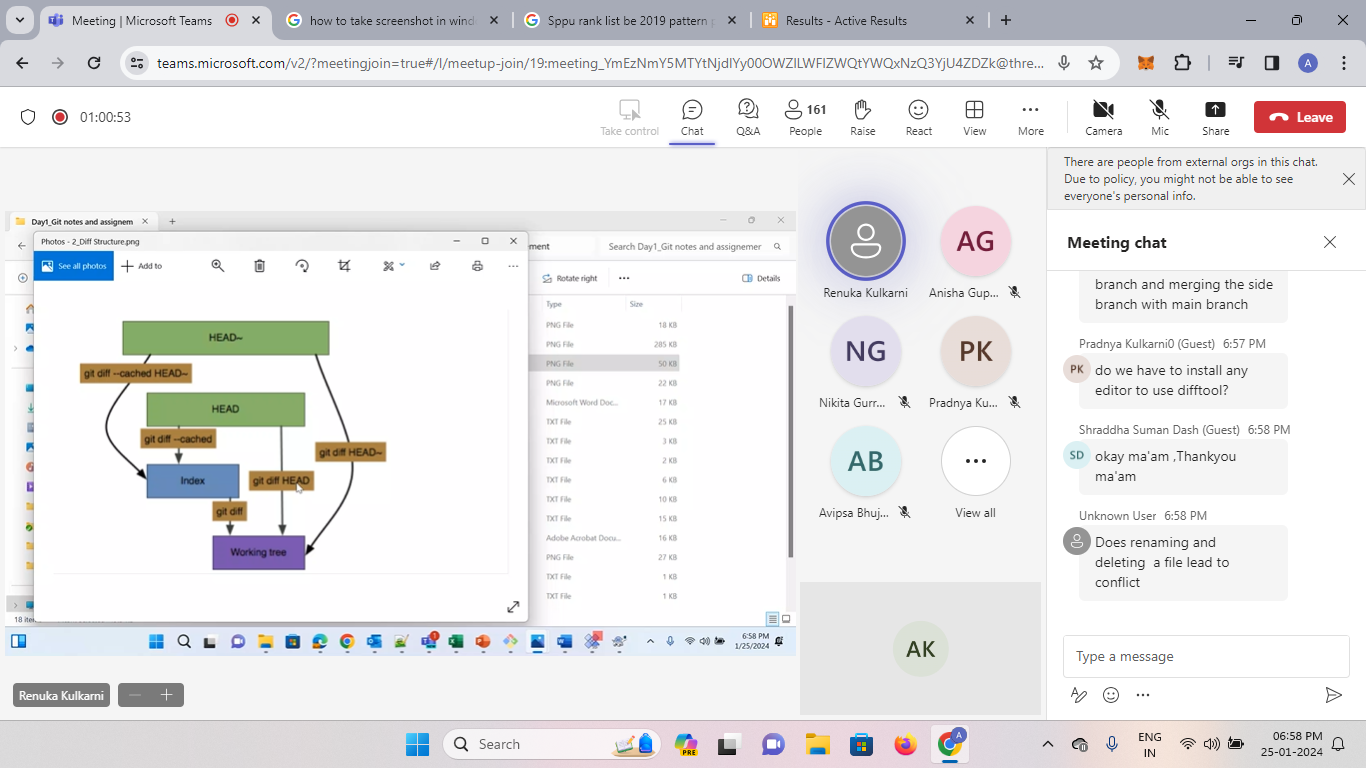 Meeting | Microsoft Teams
how to take screenshot in wind
Sppu rank list be 2019 pattern
Results - Active Results
teams.microsoft.com/v2/?meetingjoin=true#/l/meetup-join/19:meeting_YmEzNmY5MTYtNjdlYy00OWZlLWFlZWQtYWQxNzQ3YjU4ZDZk@thre...
A
01:00:53
Take control
Chat
Q&A
161
People
Raise
React
View
More
Camera
Mic
Share
Leave
Day1_Git notes and assignem
Photos - 2_Diff Structure.png
See all photos
Add to
HEAD~
git diff --cached HEAD~
HEAD
git diff --cached
git diff HEAD~
Index
git diff HEAD
git diff
Working tree
ement
Search Day1_Git notes and assignemer
Rotate right
Details
Type
Size
PNG File 18 KB
PNG File 285 KB
PNG File 50 KB
PNG File 22 KB
Microsoft Word Doc... 17 KB
TXT File 25 KB
TXT File 3 KB
TXT File 2 KB
TXT File 6 KB
TXT File 10 KB
TXT File 15 KB
Adobe Acrobat Docu... 16 KB
PNG File 27 KB
TXT File 1 KB
TXT File 1 KB
18 ite
6:58 PM
1/25/2024
Renuka Kulkarni
Renuka Kulkarni
AG
Anisha Gup...
NG
Nikita Gurr...
PK
Pradnya Ku...
AB
Avipsa Bhuj...
View all
AK
There are people from external orgs in this chat.
Due to policy, you might not be able to see
everyone's personal info.
Meeting chat
branch and merging the side
branch with main branch
Pradnya Kulkarni0 (Guest) 6:57 PM
PK
do we have to install any
editor to use difftool?
Shraddha Suman Dash (Guest) 6:58 PM
SD
okay ma'am ,Thankyou
ma'am
Unknown User 6:58 PM
Does renaming and
deleting a file lead to
conflict
Type a message
Search
PRE
A
ENG
IN
06:58 PM
25-01-2024